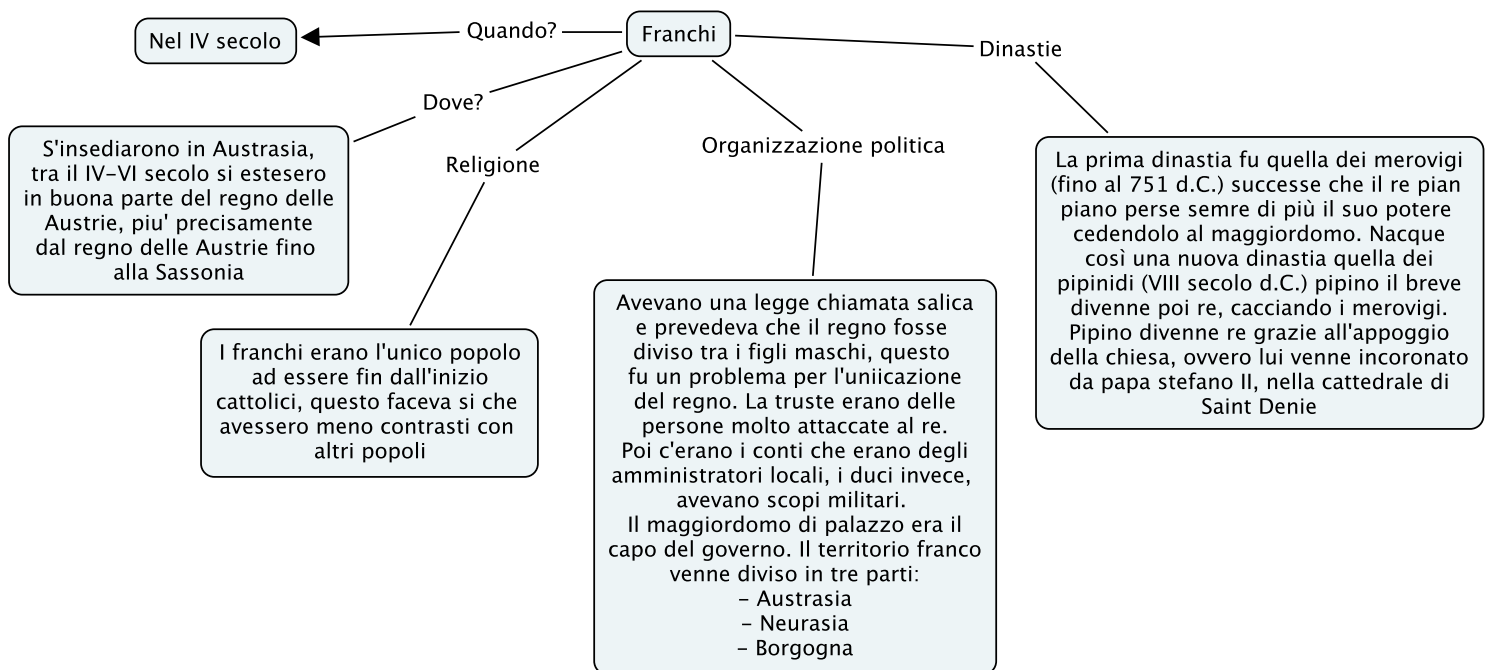 Franchi
Quando?
Nel IV secolo
Dove?
S'insediarono in Austrasia,
tra il IV-VI secolo si estesero
in buona parte del regno delle
Austrie, piu' precisamente
dal regno delle Austrie fino
alla Sassonia
Religione
I franchi erano l'unico popolo
ad essere fin dall'inizio
cattolici, questo faceva si che
avessero meno contrasti con
altri popoli
Organizzazione politica
Avevano una legge chiamata salica
e prevedeva che il regno fosse
diviso tra i figli maschi, questo
fu un problema per l'uniicazione
del regno. La truste erano delle
persone molto attaccate al re.
Poi c'erano i conti che erano degli
amministratori locali, i duci invece,
avevano scopi militari.
Il maggiordomo di palazzo era il
capo del governo. Il territorio franco
venne diviso in tre parti:
- Austrasia
- Neurasia
- Borgogna
Dinastie
La prima dinastia fu quella dei merovigi
(fino al 751 d.C.) successe che il re pian
piano perse semre di più il suo potere
cedendolo al maggiordomo. Nacque
così una nuova dinastia quella dei
pipinidi (VIII secolo d.C.) pipino il breve
divenne poi re, cacciando i merovigi.
Pipino divenne re grazie all'appoggio
della chiesa, ovvero lui venne incoronato
da papa stefano II, nella cattedrale di
Saint Denie